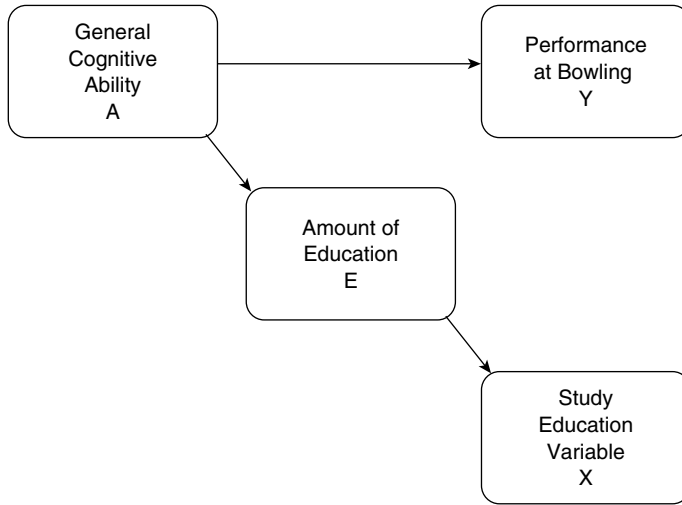 General
Cognitive
Ability
A
Performance
at Bowling
Y
Amount of
Education
E
Study
Education
Variable
X